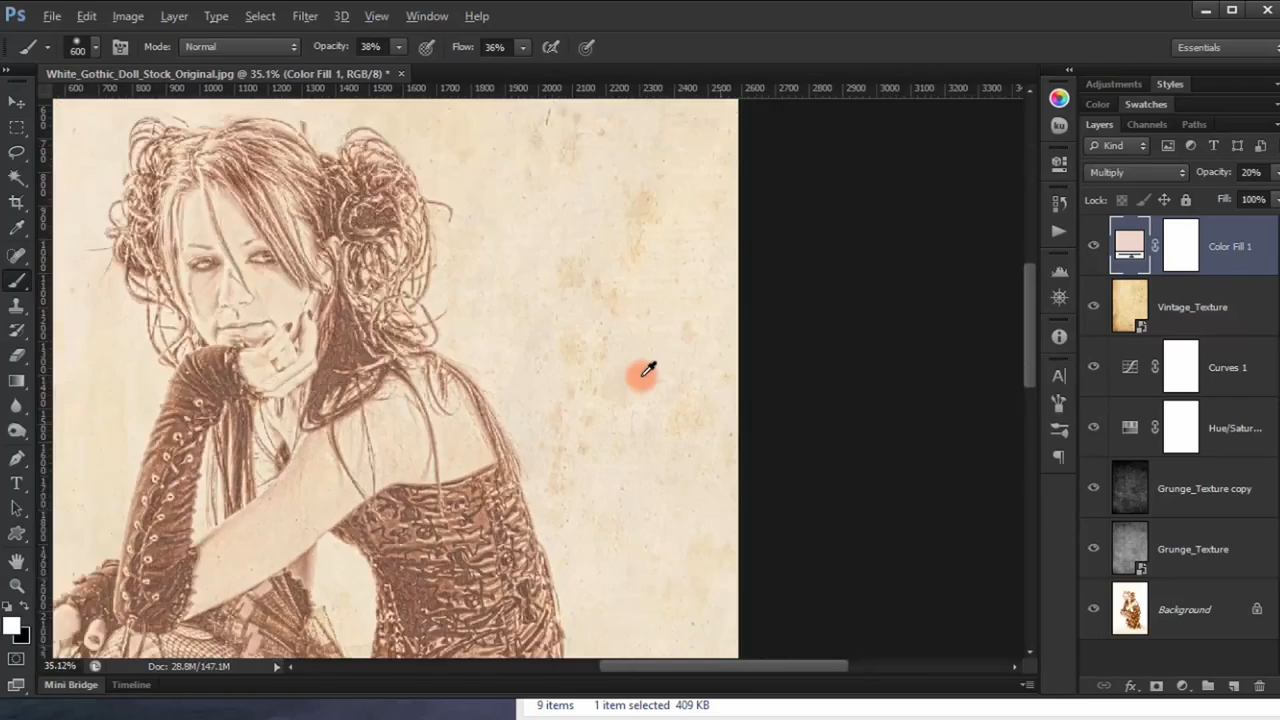 Ps File Edit Image Layer Type Select Filter 3D View Window Help
600 Mode: Normal Opacity: 38% Flow: 36% Essentials
White_Gothic_Doll_Stock_Original.jpg @ 35.1% (Color Fill 1, RGB/8) * ×
Adjustments Styles
600 700 800 900 1000 1100 1200 1300 1400 1500 1600 1700 1800 1900 2000 2100 2200 2300 2400 2500 2600 2700 2800 2900 3000 3100 3200 3300
Color Swatches
Layers Channels Paths
Kind
Multiply Opacity: 20%
Lock: Fill: 100%
Color Fill 1
Vintage_Texture
Curves 1
Hue/Satur...
Grunge_Texture copy
Grunge_Texture
Background
35.12% Doc: 28.8M/147.1M
Mini Bridge Timeline
9 items 1 item selected 409 KB